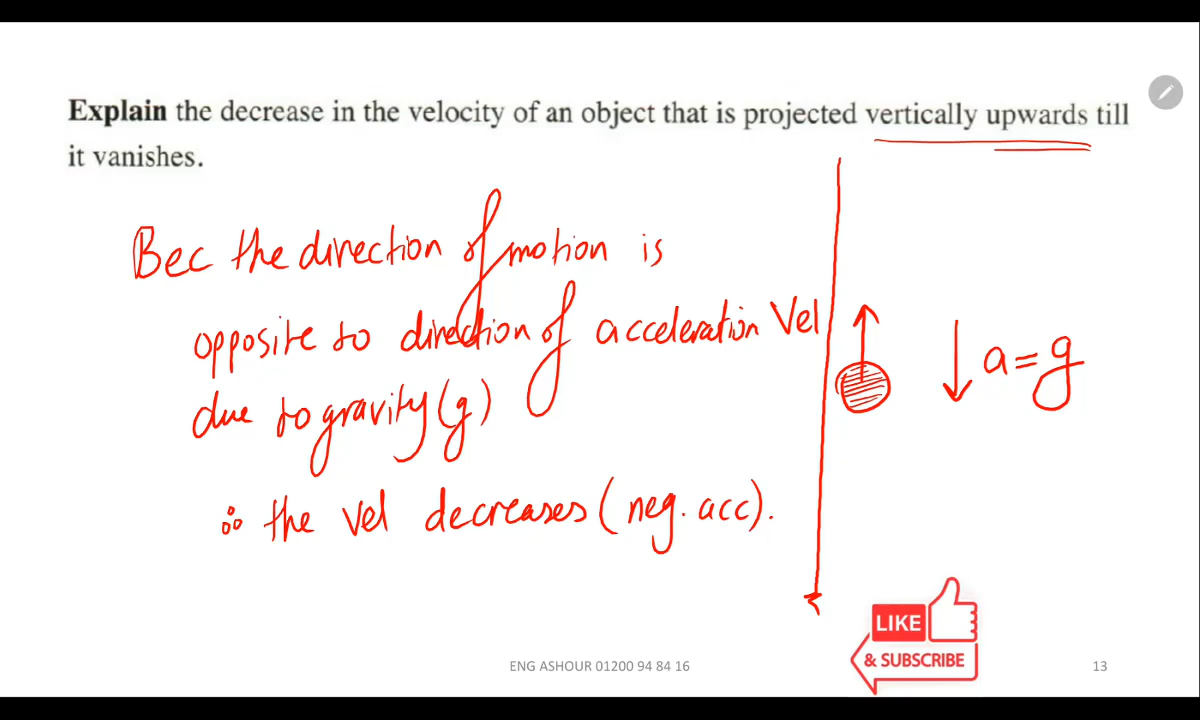 Explain the decrease in the velocity of an object that is projected vertically upwards till
it vanishes.
Bec the direction of motion is
opposite to direction of acceleration
due to gravity (g)
∴ the vel decreases (neg. acc).
Vel
a = g
LIKE
& SUBSCRIBE
ENG ASHOUR 01200 94 84 16
13